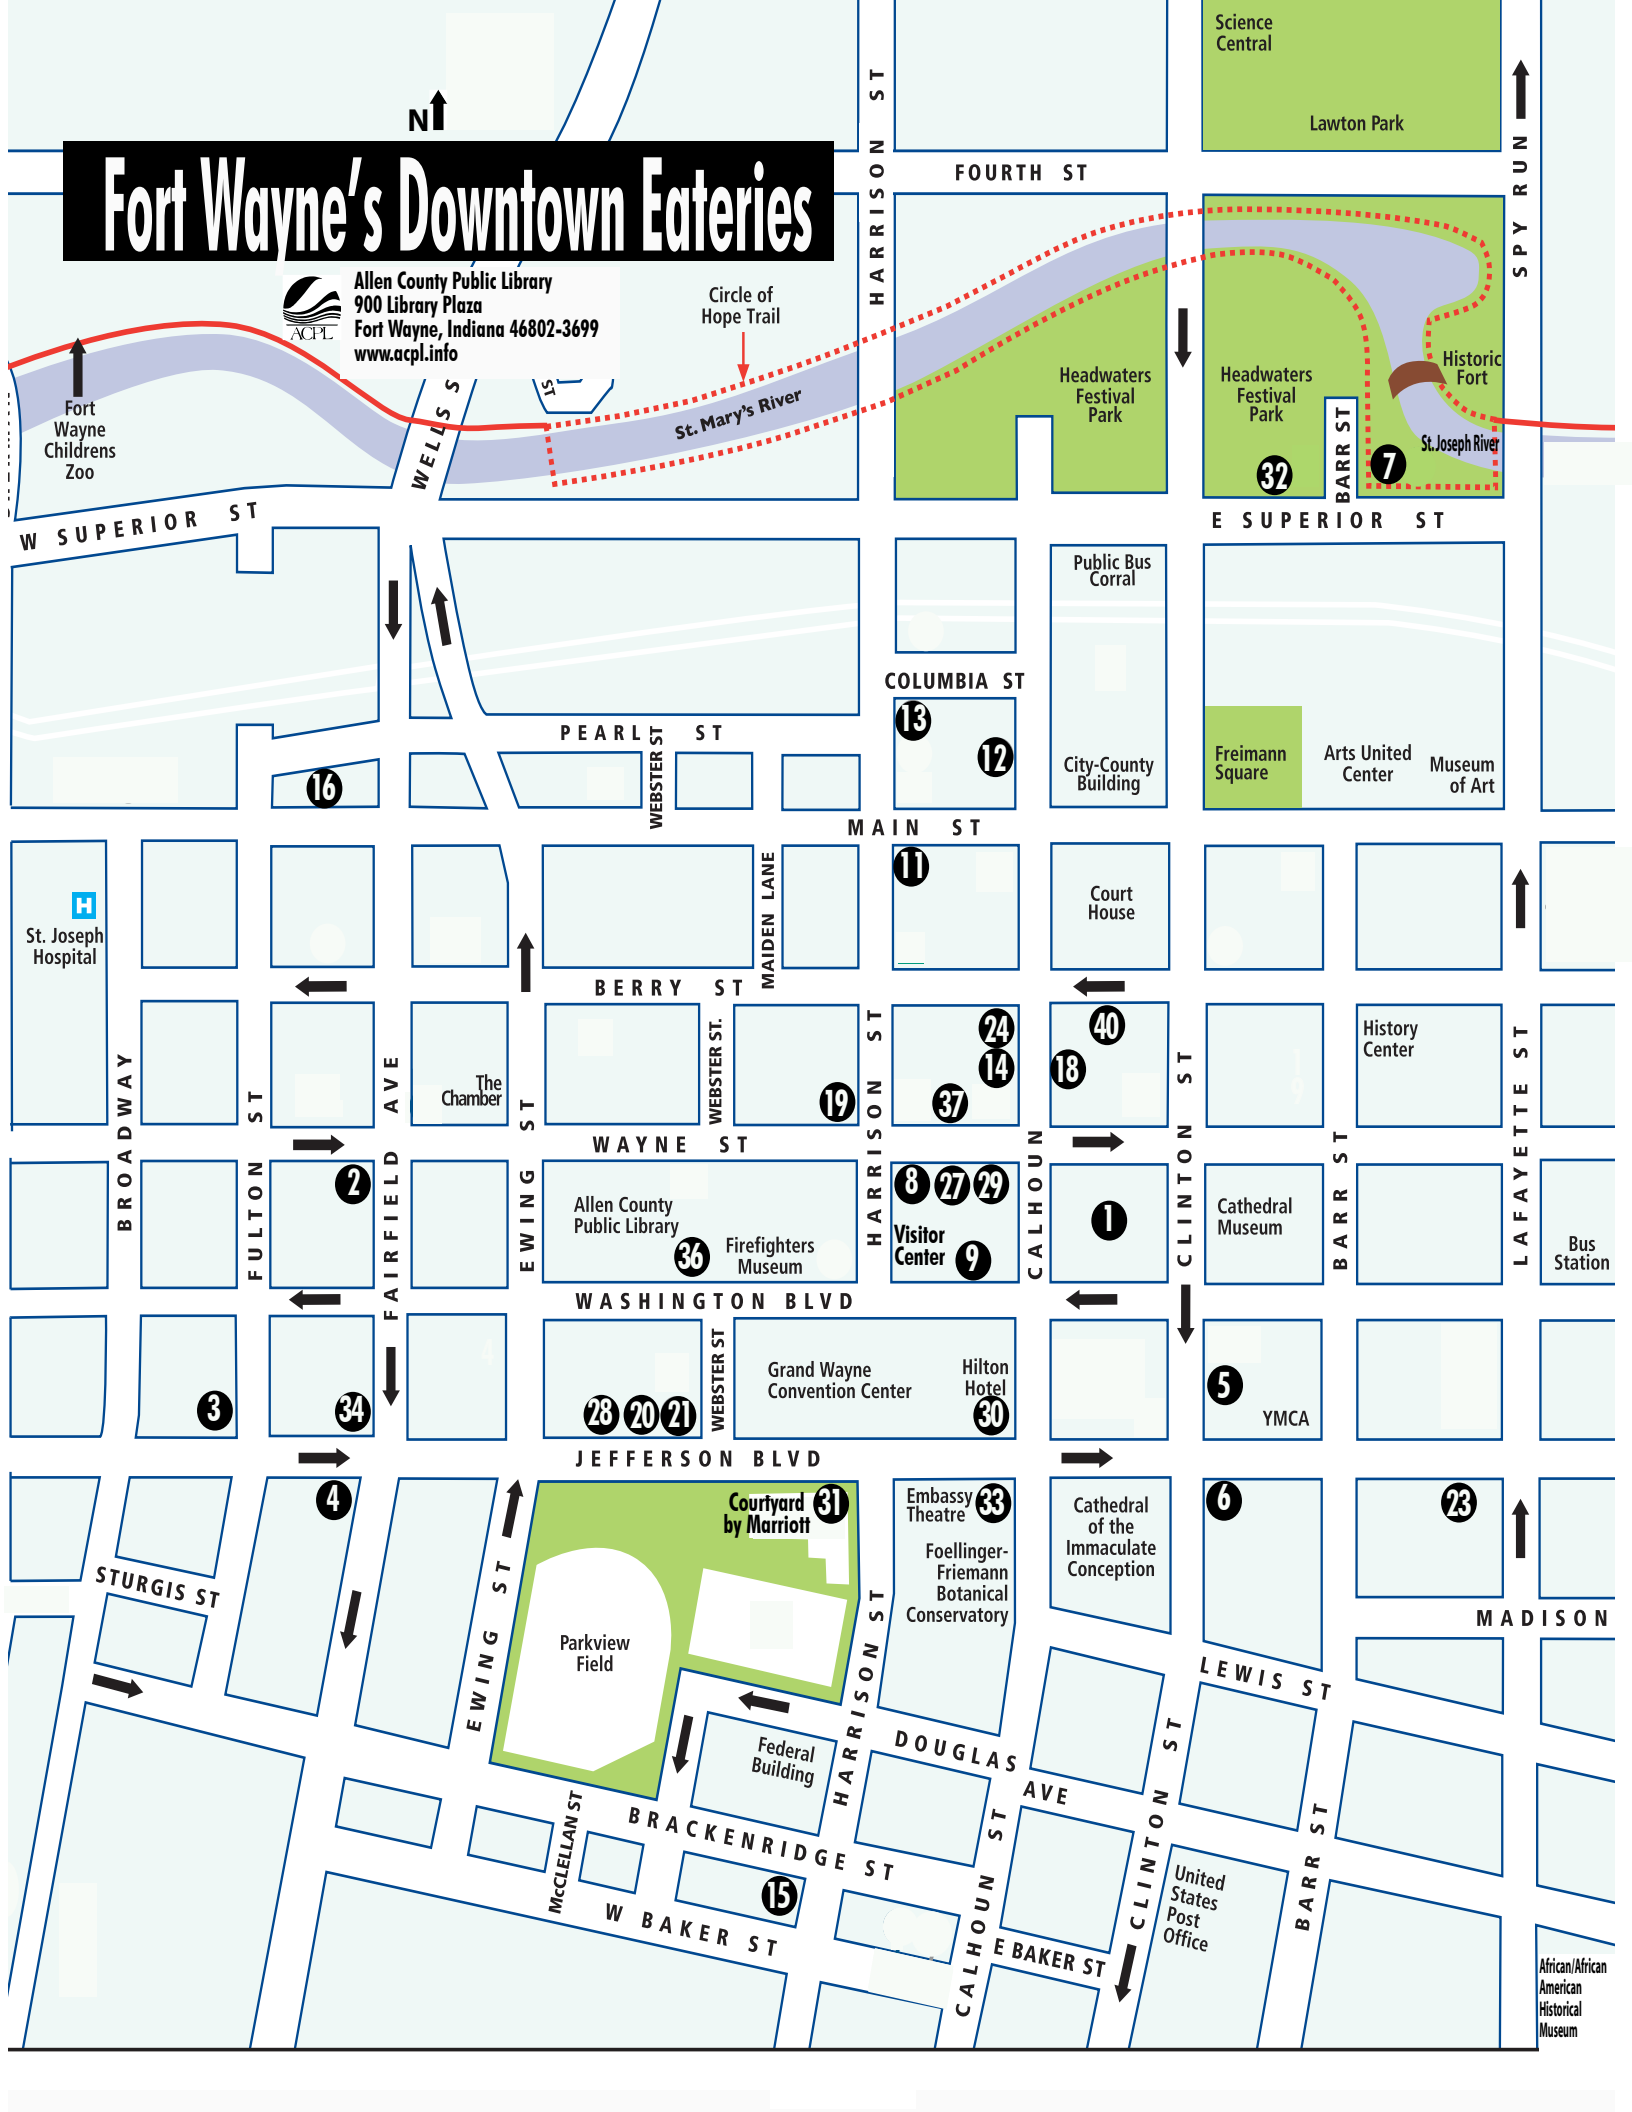 Science
Central
Lawton Park
N
HARRISON ST
SPY RUN
FOURTH ST
Fort Wayne's Downtown Eateries
ACPL
Allen County Public Library
900 Library Plaza
Fort Wayne, Indiana 46802-3699
www.acpl.info
Circle of
Hope Trail
Fort
Wayne
Childrens
Zoo
WELLS S
ST
St. Mary's River
Headwaters
Festival
Park
Headwaters
Festival
Park
Historic
Fort
St. Joseph River
BARR ST
32
7
W SUPERIOR ST
E SUPERIOR ST
Public Bus
Corral
COLUMBIA ST
13
12
PEARL ST
WEBSTER ST
City-County
Building
Freimann
Square
Arts United
Center
Museum
of Art
16
MAIN ST
MAIDEN LANE
11
Court
House
H
St. Joseph
Hospital
BERRY ST
24
40
14
18
37
19
History
Center
The
Chamber
WEBSTER ST.
HARRISON ST
BROADWAY
FULTON ST
FAIRFIELD AVE
EWING ST
CALHOUN
CLINTON ST
BARR ST
LAFAYETTE ST
WAYNE ST
2
Allen County
Public Library
36
Firefighters
Museum
8
27
29
Visitor
Center
9
1
Cathedral
Museum
Bus
Station
WASHINGTON BLVD
3
34
28
20
21
WEBSTER ST
Grand Wayne
Convention Center
Hilton
Hotel
30
5
YMCA
JEFFERSON BLVD
4
Courtyard
by Marriott
31
Embassy
Theatre
33
Foellinger-
Friemann
Botanical
Conservatory
Cathedral
of the
Immaculate
Conception
6
23
STURGIS ST
MADISON
EWING ST
Parkview
Field
HARRISON ST
LEWIS ST
Federal
Building
DOUGLAS AVE
CLINTON ST
BARR ST
McCLELLAN ST
BRACKENRIDGE ST
CALHOUN ST
15
W BAKER ST
E BAKER ST
United
States
Post
Office
African/African
American
Historical
Museum